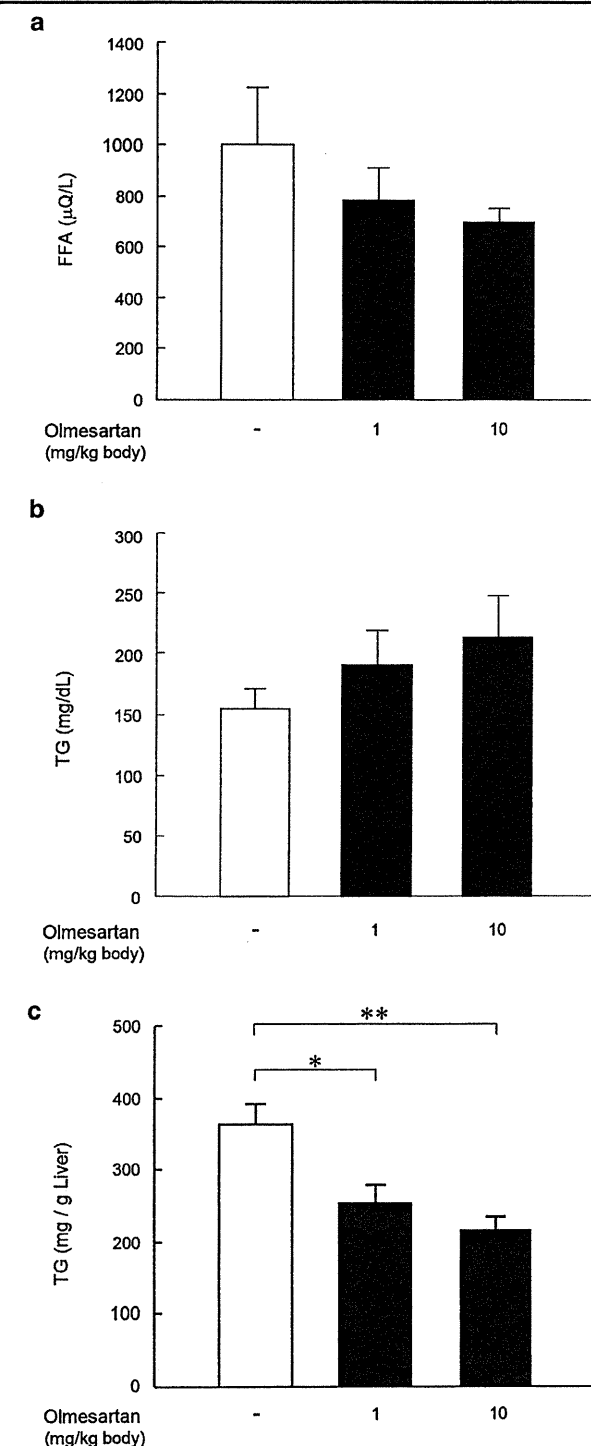 a
1400
1200
1000
800
600
400
200
0
FFA (μQ/L)
Olmesartan - 1 10
(mg/kg body)
b
300
250
200
150
100
50
0
TG (mg/dL)
Olmesartan - 1 10
(mg/kg body)
c
**
*
500
400
300
200
100
0
TG (mg / g Liver)
Olmesartan - 1 10
(mg/kg body)